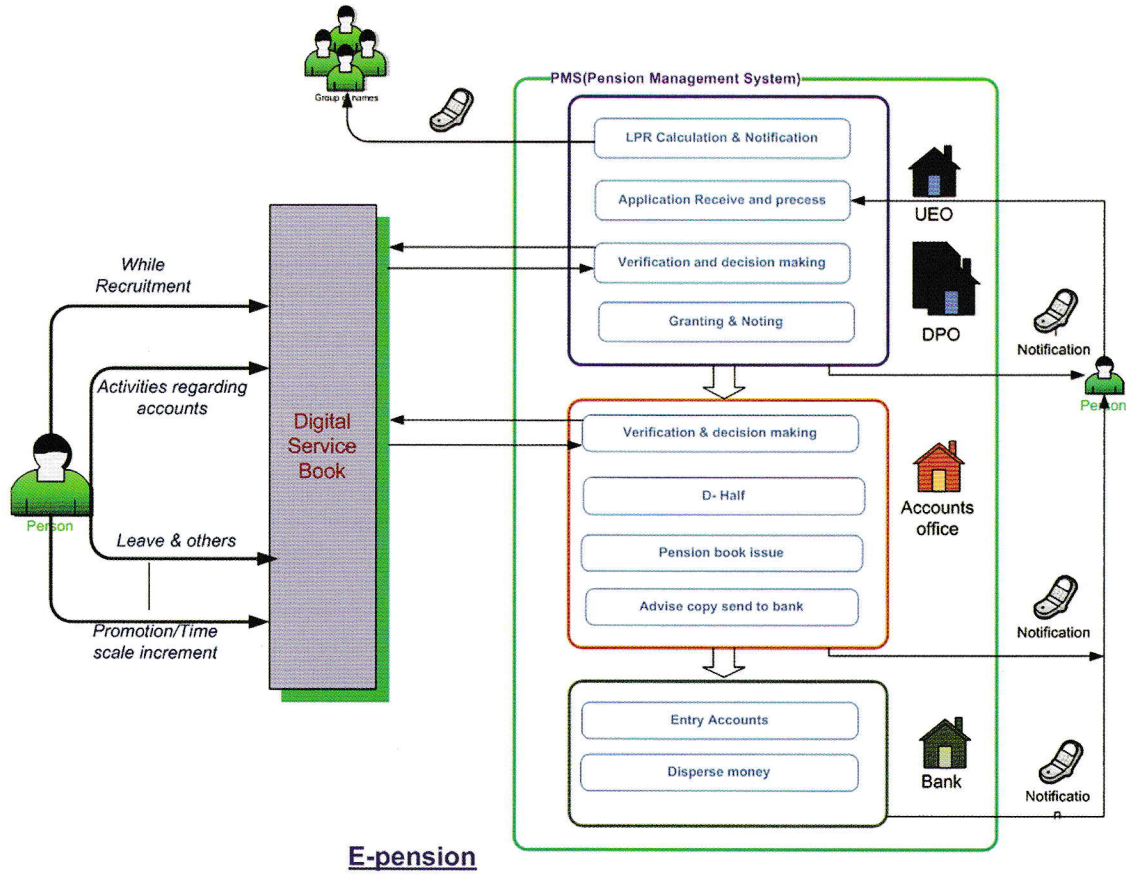 Group of names
PMS(Pension Management System)
LPR Calculation & Notification
Application Receive and precess
UEO
Verification and decision making
Granting & Noting
DPO
Notification
Person
While
Recruitment
Activities regarding
accounts
Digital
Service
Book
Person
Leave & others
Promotion/Time
scale increment
Verification & decision making
D- Half
Accounts
office
Pension book issue
Advise copy send to bank
Notification
Entry Accounts
Disperse money
Bank
Notificatio
n
E-pension